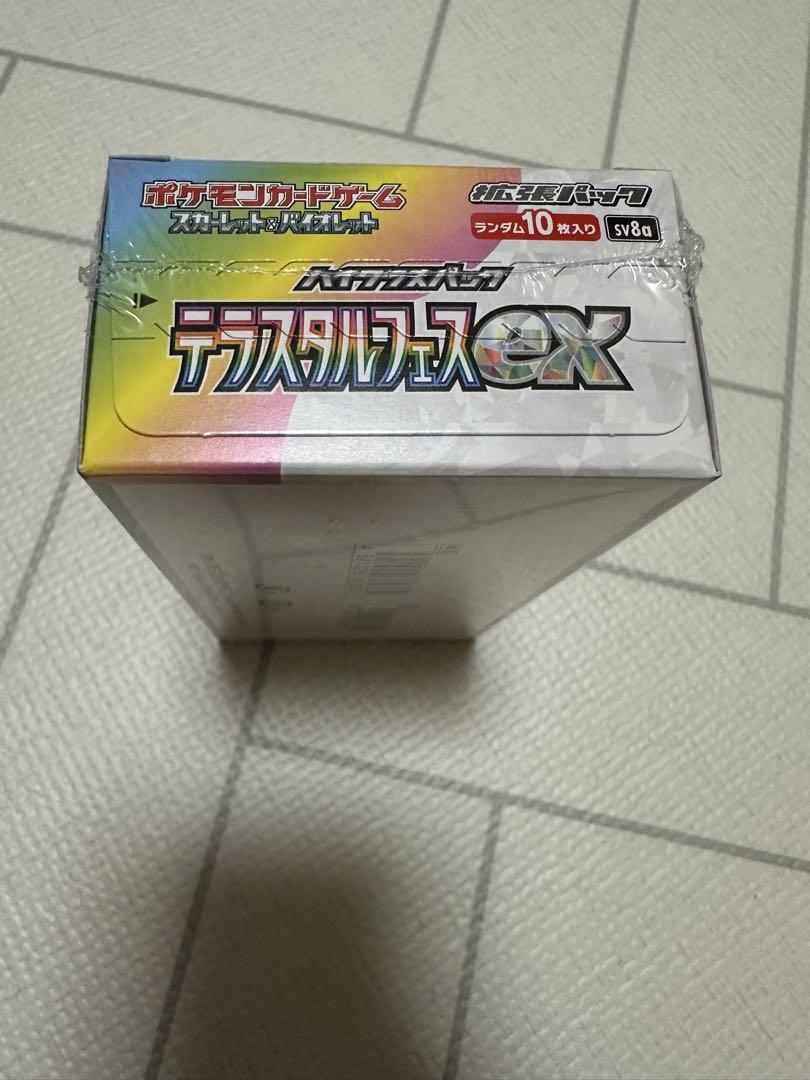 ポケモンカードゲーム
スカーレット&バイオレット
拡張パック
ランダム10枚入り
sv8a
ハイクラスパック
テラスタルフェスex